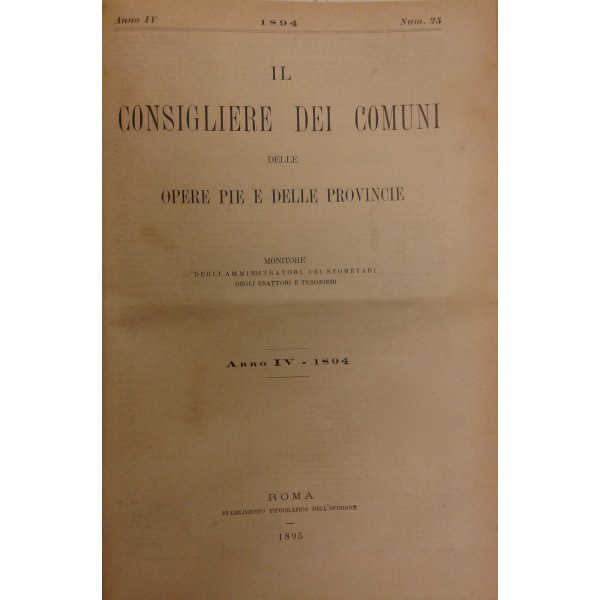 Anno IV 1894 Num. 25
IL
CONSIGLIERE DEI COMUNI
DELLE
OPERE PIE E DELLE PROVINCIE
MONITORE
DEGLI AMMINISTRATORI, DEI SEGRETARI
DEGLI ESATTORI E TESORIERI
Anno IV - 1894
ROMA
STABILIMENTO TIPOGRAFICO DELL'OPINIONE
1895